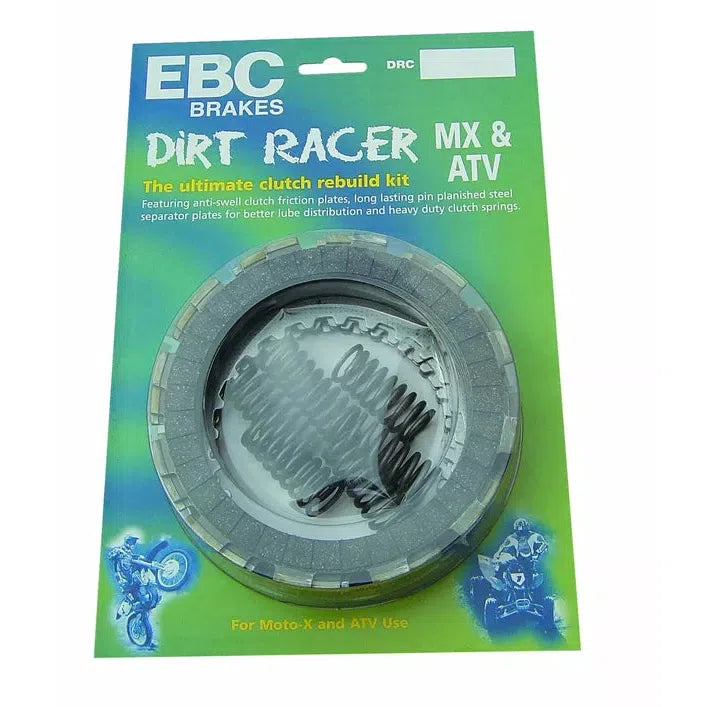 EBC
BRAKES
DRC
DiRT RACER
MX &
ATV
The ultimate clutch rebuild kit
Featuring anti-swell clutch friction plates, long lasting pin planished steel
separator plates for better lube distribution and heavy duty clutch springs.
For Moto-X and ATV Use